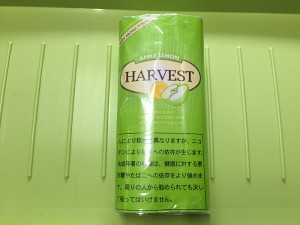 APPLE LEMON
HARVEST
人により程度は異なりますが、ニコ
チンにより喫煙への依存が生じます。
未成年者の喫煙は、健康に対する悪
影響やたばこへの依存をより強めま
す。周りの人から勧められても決し
て吸ってはいけません。